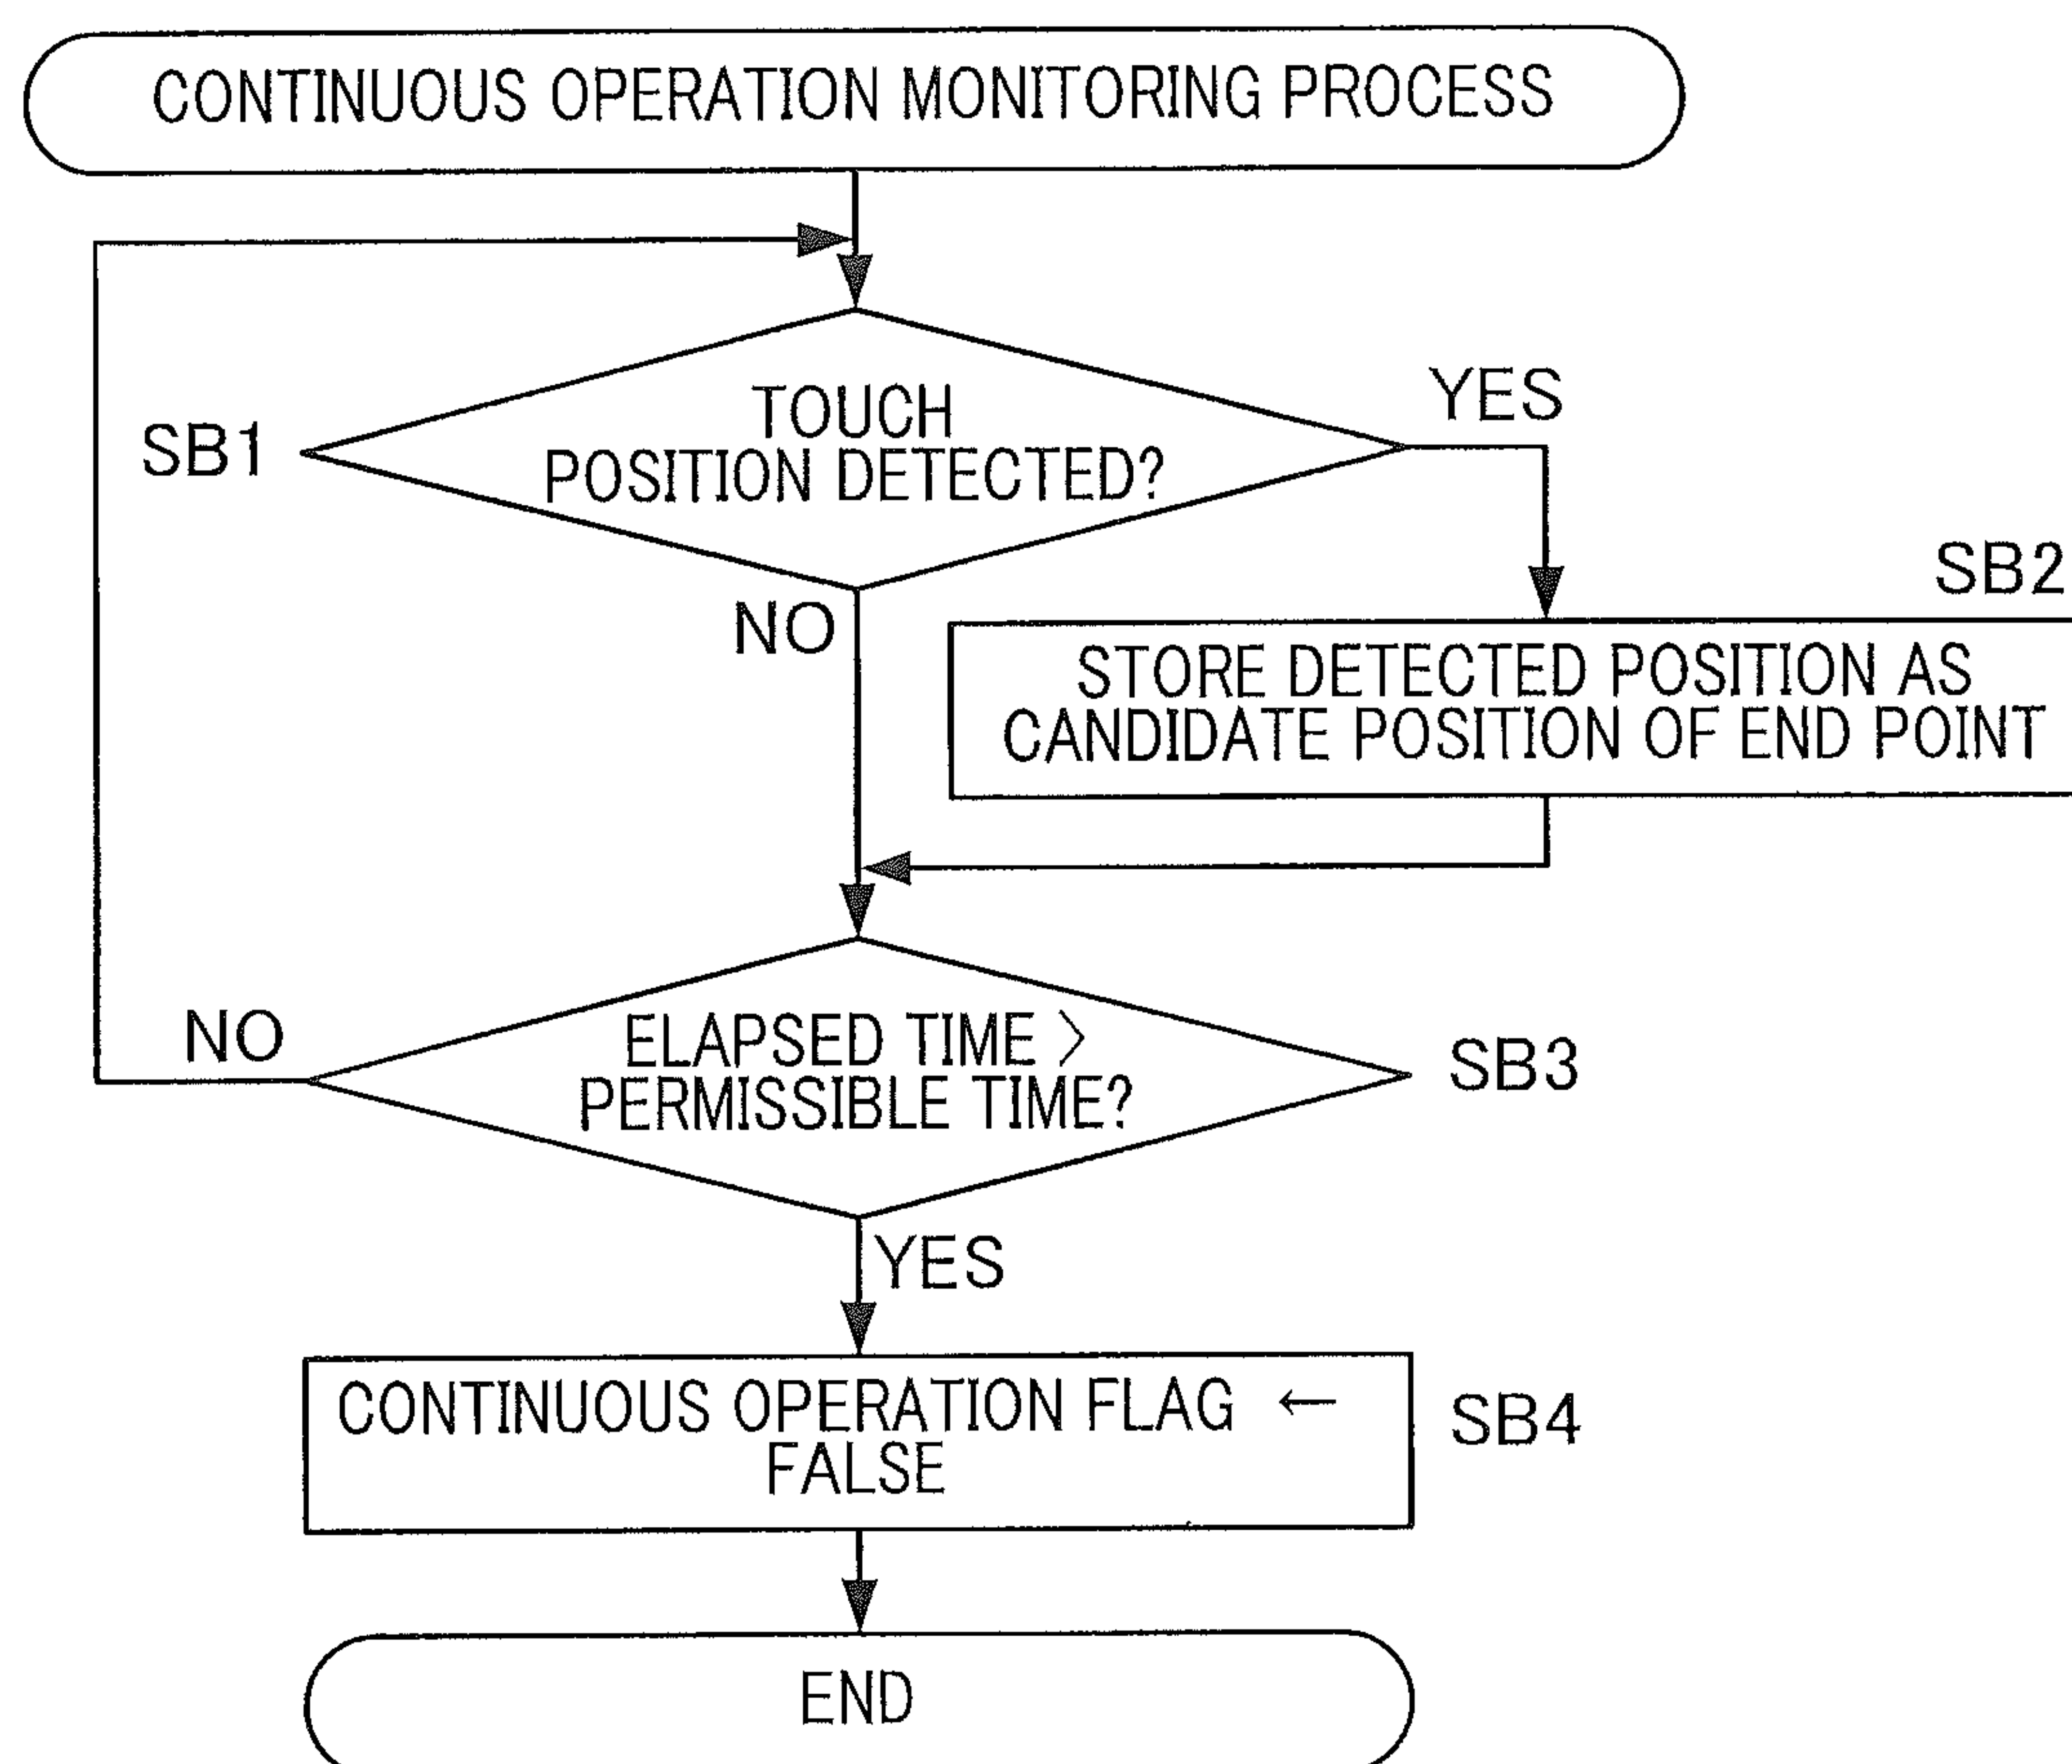 CONTINUOUS OPERATION MONITORING PROCESS
YES
TOUCH
SB1
POSITION DETECTED?
SB2
NO
STORE DETECTED POSITION AS
CANDIDATE POSITION OF END POINT
NO
ELAPSED TIME >
SB3
PERMISSIBLE TIME?
YES
CONTINUOUS OPERATION FLAG ←
SB4
FALSE
END